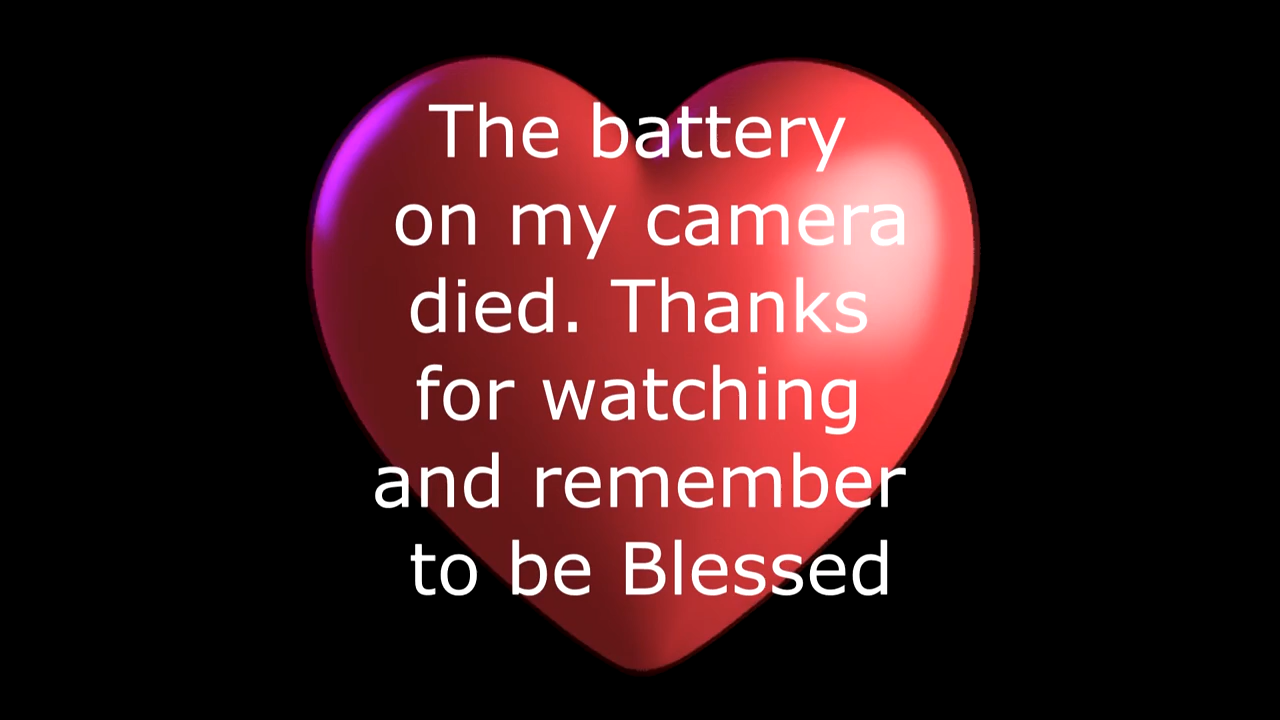 The battery
on my camera
died. Thanks
for watching
and remember
to be Blessed